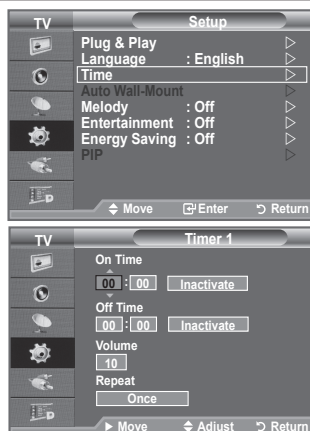 TV Setup
Plug & Play
Language : English
Time
Auto Wall-Mount
Melody : Off
Entertainment : Off
Energy Saving : Off
PIP
Move Enter Return
TV Timer 1
On Time
00 : 00 Inactivate
Off Time
00 : 00 Inactivate
Volume
10
Repeat
Once
Move Adjust Return